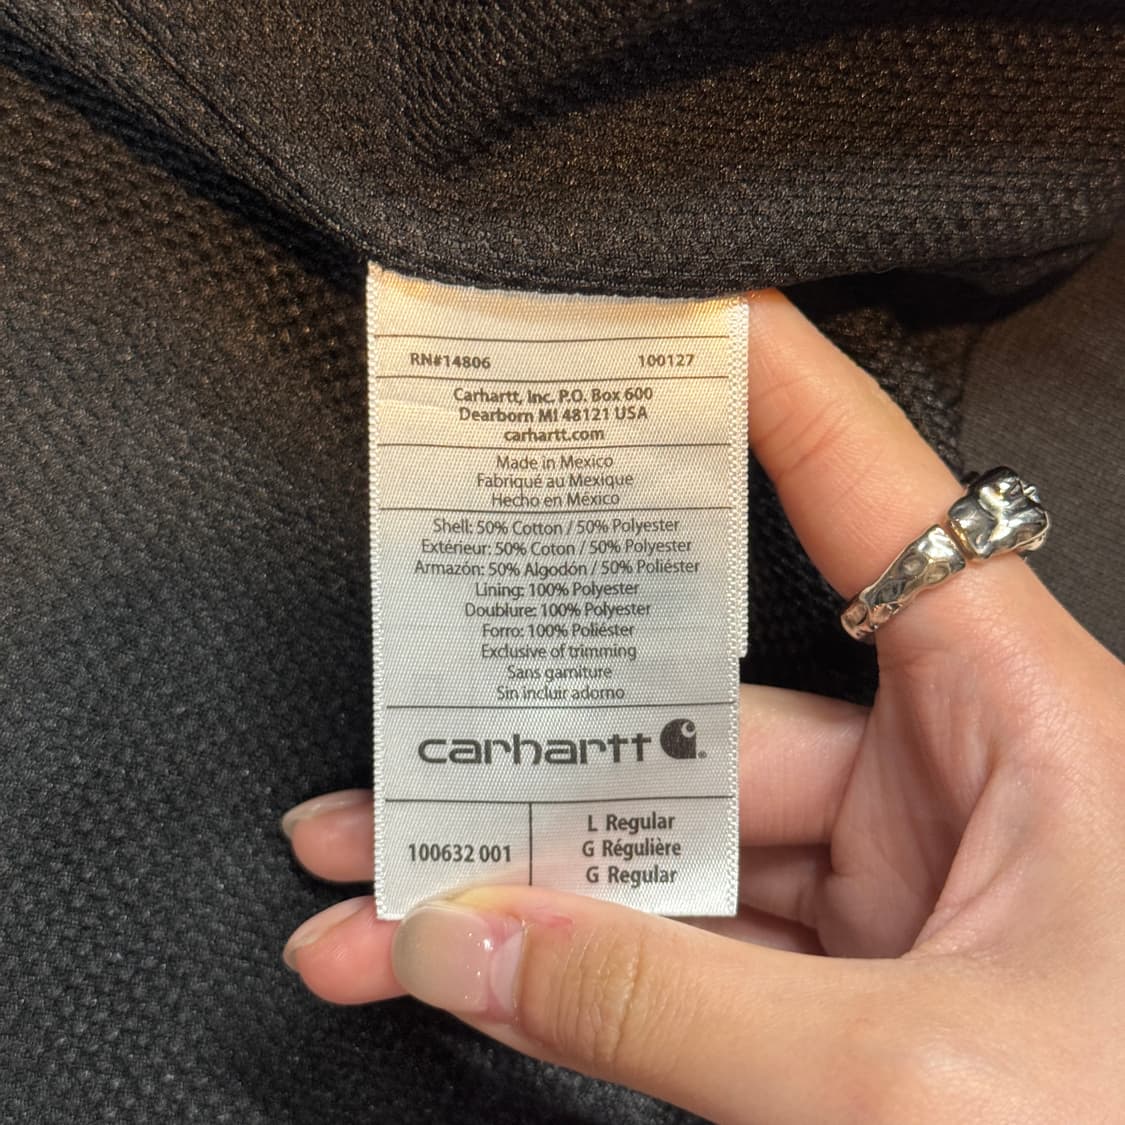 RN#14806 100127
Carhartt, Inc. P.O. Box 600
Dearborn MI 48121 USA
carhartt.com
Made in Mexico
Fabriqué au Mexique
Hecho en México
Shell: 50% Cotton / 50% Polyester
Extérieur: 50% Coton / 50% Polyester
Armazón: 50% Algodón / 50% Poliéster
Lining: 100% Polyester
Doublure: 100% Polyester
Forro: 100% Poliéster
Exclusive of trimming
Sans garniture
Sin incluir adorno
carhartt
100632 001
L Regular
G Régulière
G Regular